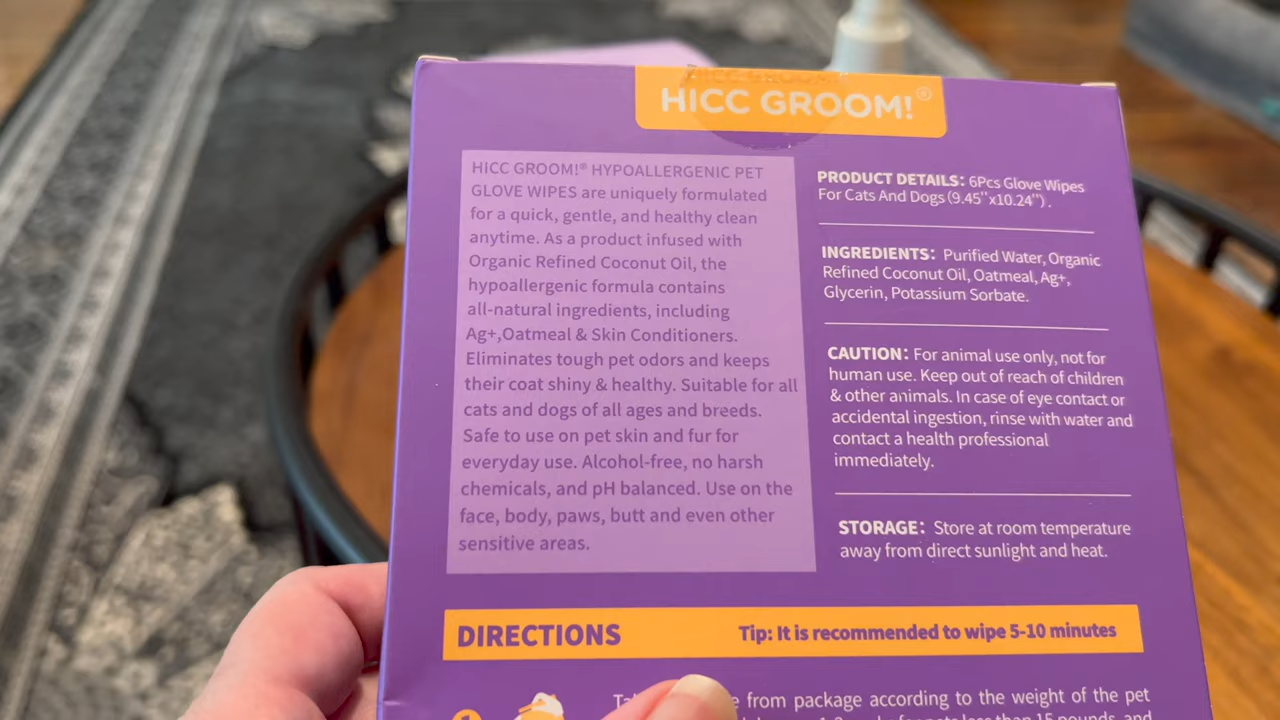 HICC GROOM!®
HICC GROOM!® HYPOALLERGENIC PET
GLOVE WIPES are uniquely formulated
for a quick, gentle, and healthy clean
anytime. As a product infused with
Organic Refined Coconut Oil, the
hypoallergenic formula contains
all-natural ingredients, including
Ag+,Oatmeal & Skin Conditioners.
Eliminates tough pet odors and keeps
their coat shiny & healthy. Suitable for all
cats and dogs of all ages and breeds.
Safe to use on pet skin and fur for
everyday use. Alcohol-free, no harsh
chemicals, and pH balanced. Use on the
face, body, paws, butt and even other
sensitive areas.
PRODUCT DETAILS: 6Pcs Glove Wipes
For Cats And Dogs (9.45''x10.24'') .
INGREDIENTS: Purified Water, Organic
Refined Coconut Oil, Oatmeal, Ag+,
Glycerin, Potassium Sorbate.
CAUTION: For animal use only, not for
human use. Keep out of reach of children
& other animals. In case of eye contact or
accidental ingestion, rinse with water and
contact a health professional
immediately.
STORAGE: Store at room temperature
away from direct sunlight and heat.
DIRECTIONS
Tip: It is recommended to wipe 5-10 minutes
from package according to the weight of the pet
for pets less than 15 pounds, and